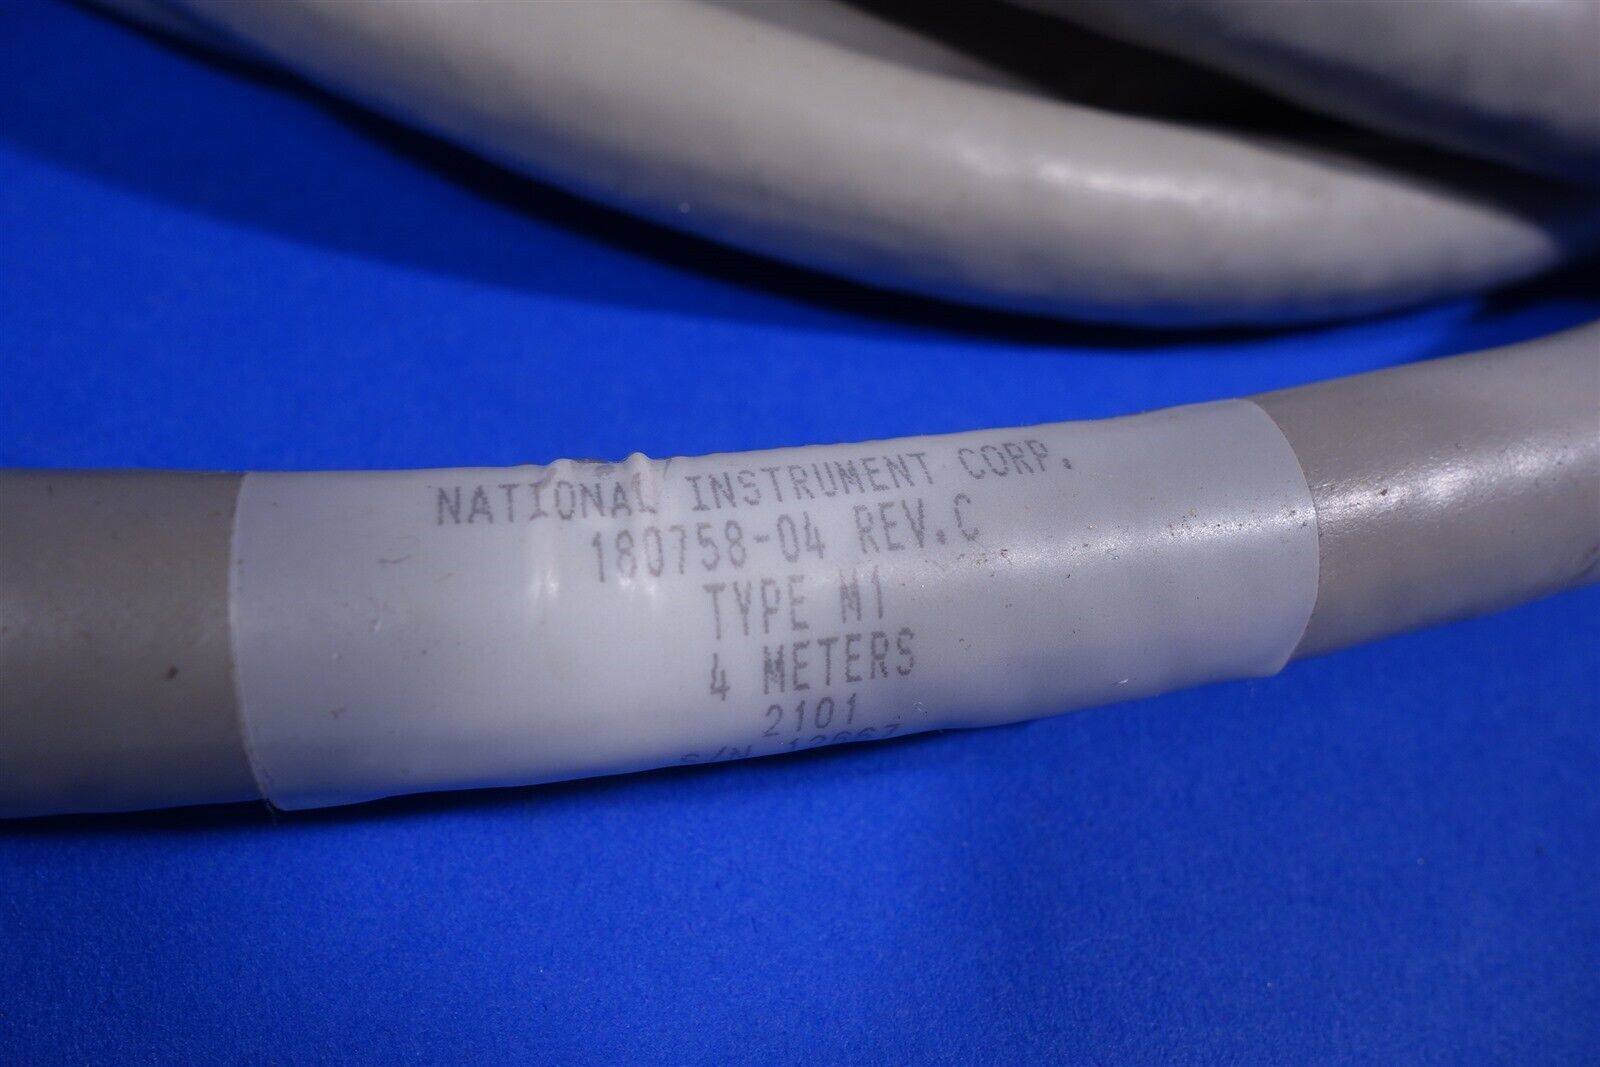 NATIONAL INSTRUMENT CORP.
180758-04 REV.C
TYPE M1
4 METERS
2101
S/N